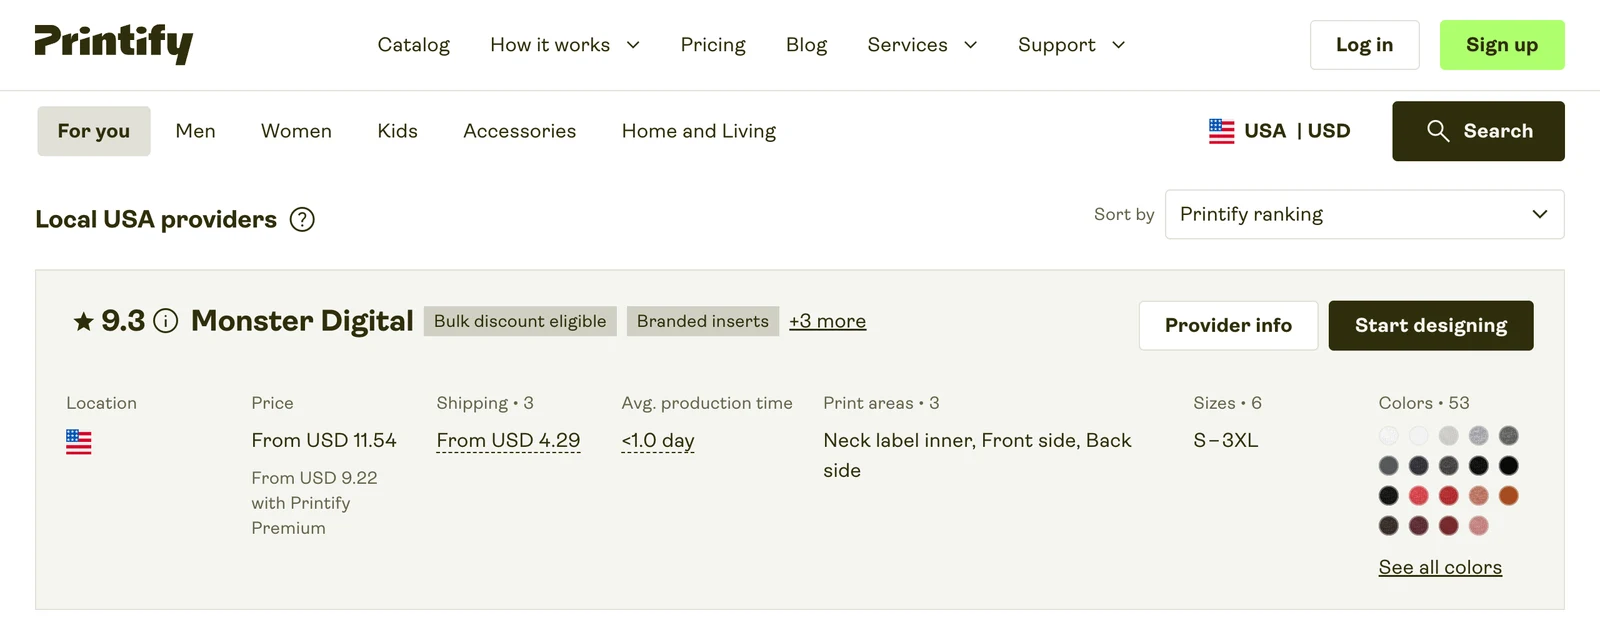 Printify
Catalog
How it works
Pricing
Blog
Services
Support
Log in
Sign up
For you
Men
Women
Kids
Accessories
Home and Living
USA | USD
Search
Local USA providers ?
Sort by
Printify ranking
9.3 i Monster Digital
Bulk discount eligible
Branded inserts
+3 more
Provider info
Start designing
Location
Price
From USD 11.54
From USD 9.22
with Printify
Premium
Shipping • 3
From USD 4.29
Avg. production time
<1.0 day
Print areas • 3
Neck label inner, Front side, Back
side
Sizes • 6
S–3XL
Colors • 53
See all colors